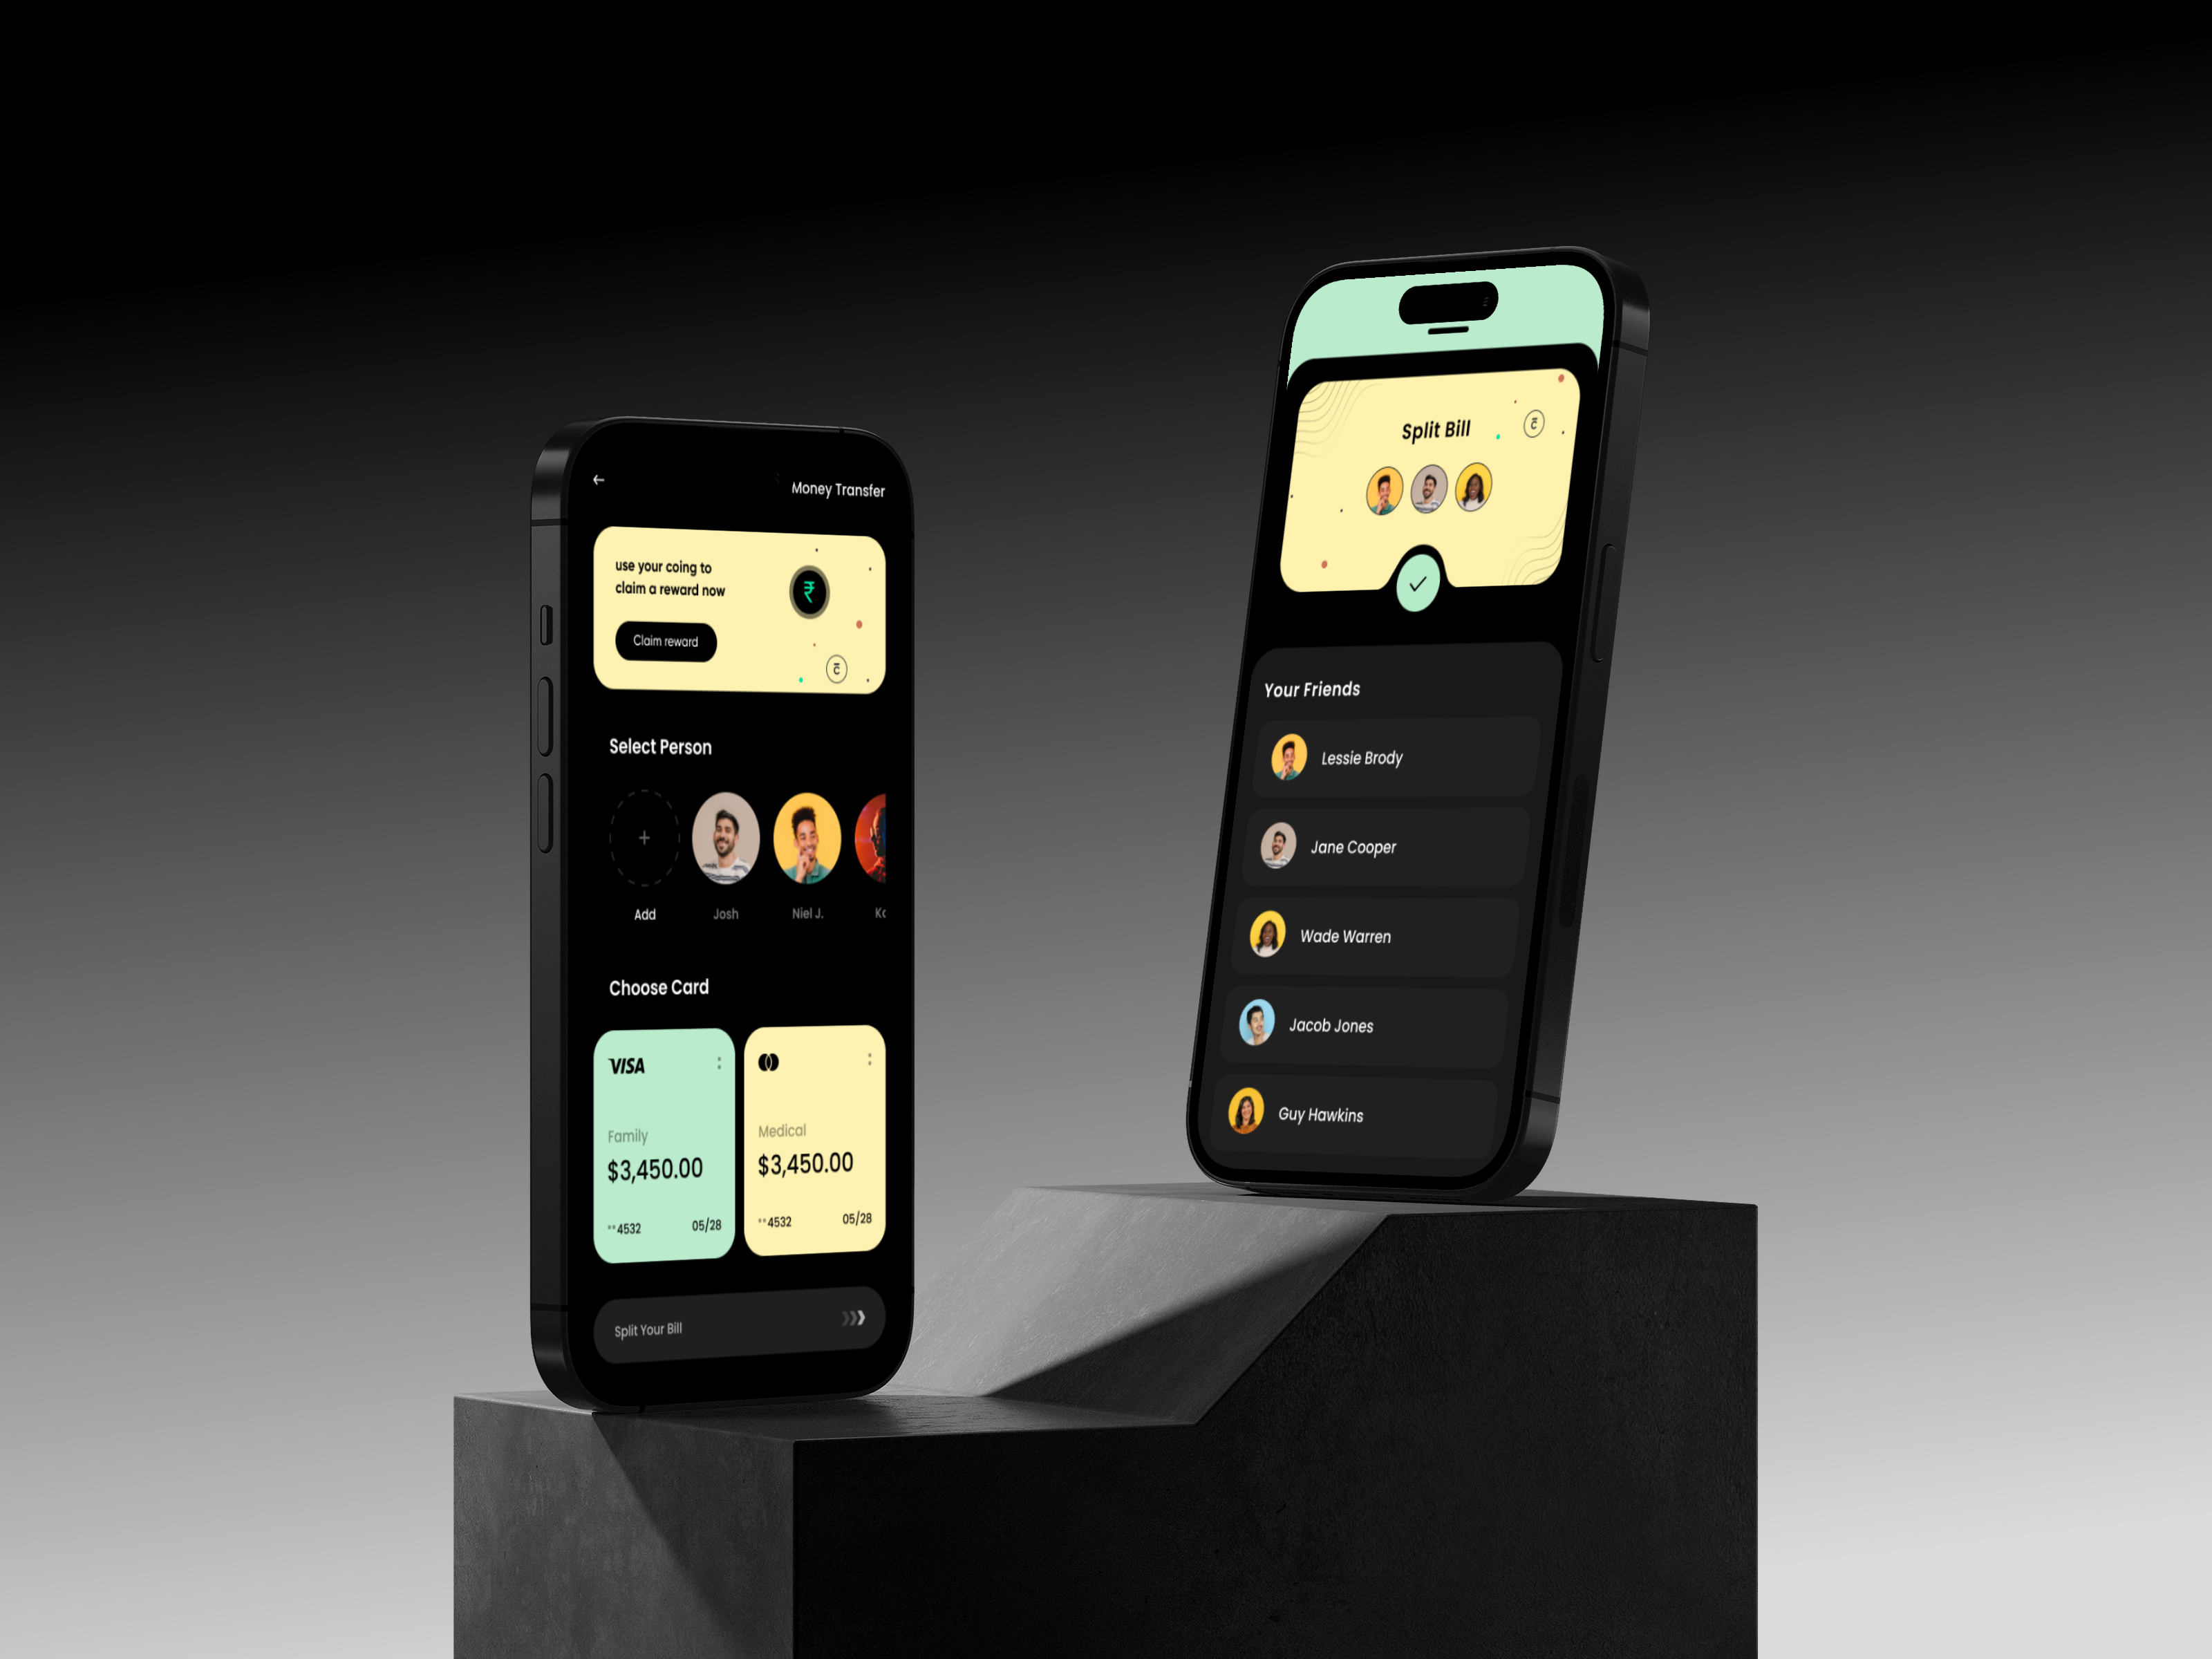 Money Transfer
use your coing to
claim a reward now
₹
Claim reward
c
Select Person
Add
Josh
Niel J.
Choose Card
VISA
Family
$3,450.00
**4532
05/28
Medical
$3,450.00
**4532
05/28
Split Your Bill
Split Bill
c
Your Friends
Lessie Brody
Jane Cooper
Wade Warren
Jacob Jones
Guy Hawkins